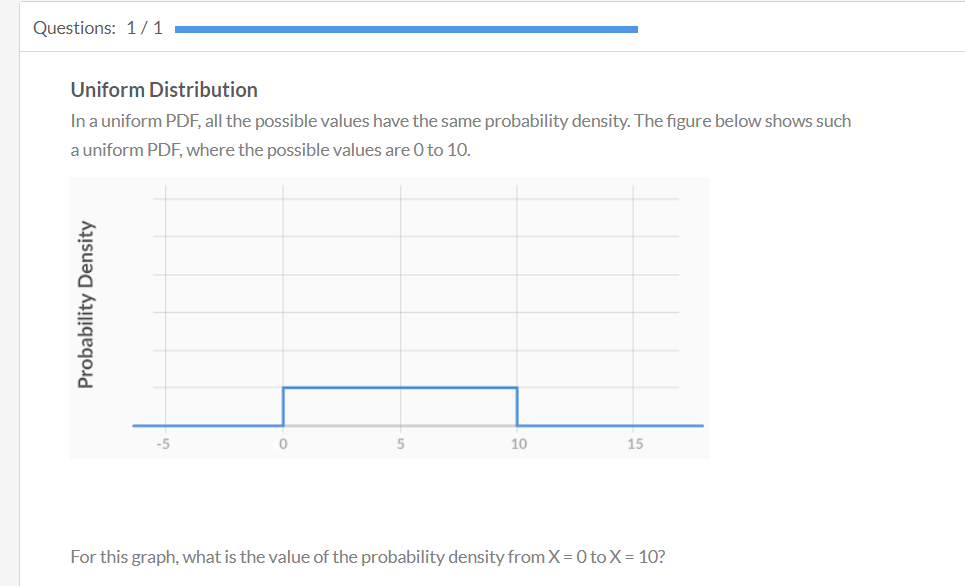 Questions: 1 / 1
Uniform Distribution
In a uniform PDF, all the possible values have the same probability density. The figure below shows such
a uniform PDF, where the possible values are 0 to 10.
Probability Density
-5 0 5 10 15
For this graph, what is the value of the probability density from X = 0 to X = 10?